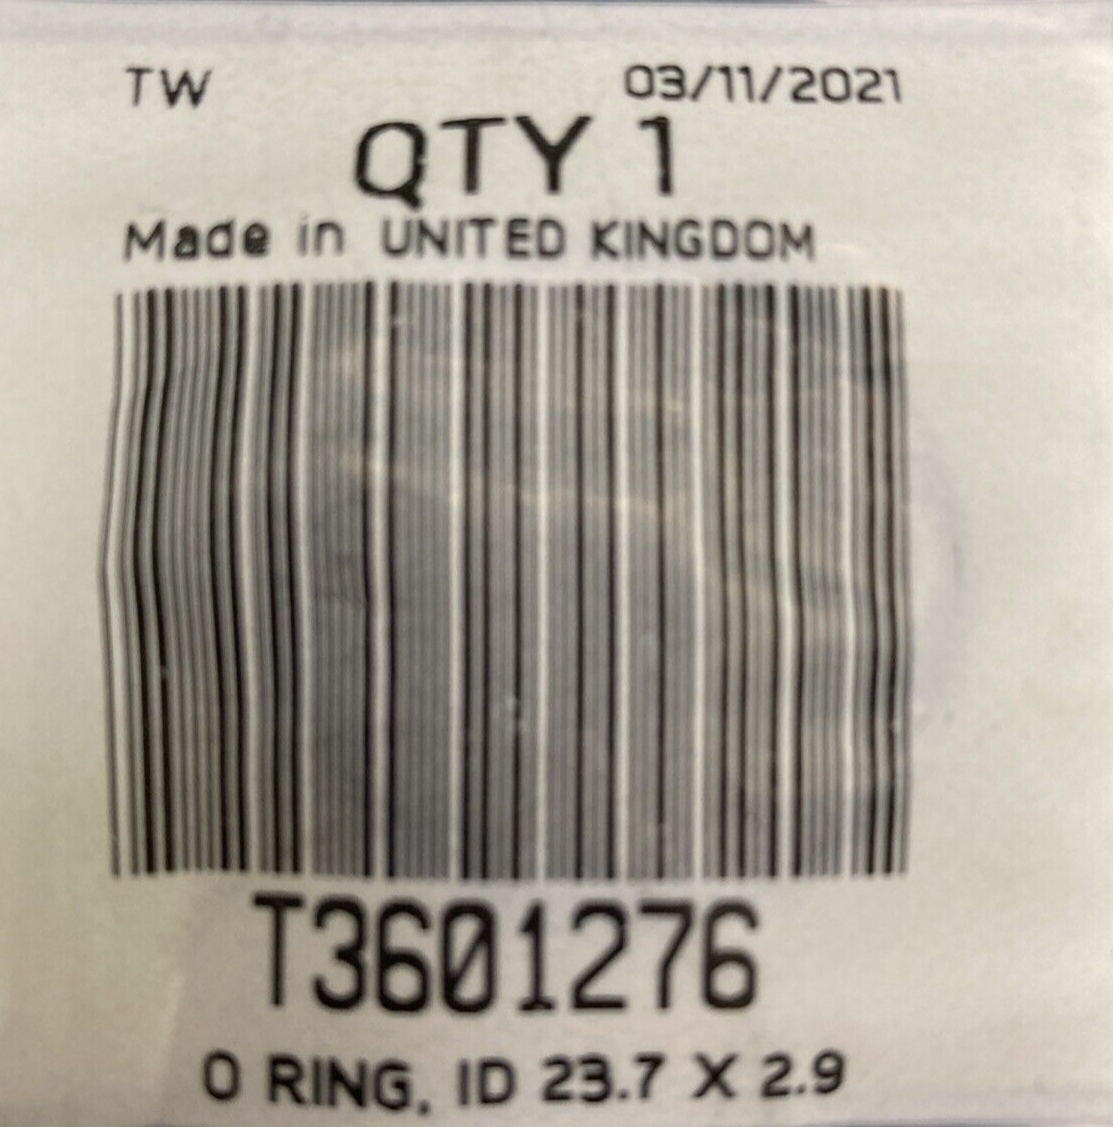 TW 03/11/2021
QTY 1
Made in UNITED KINGDOM
T3601276
O RING, ID 23.7 X 2.9